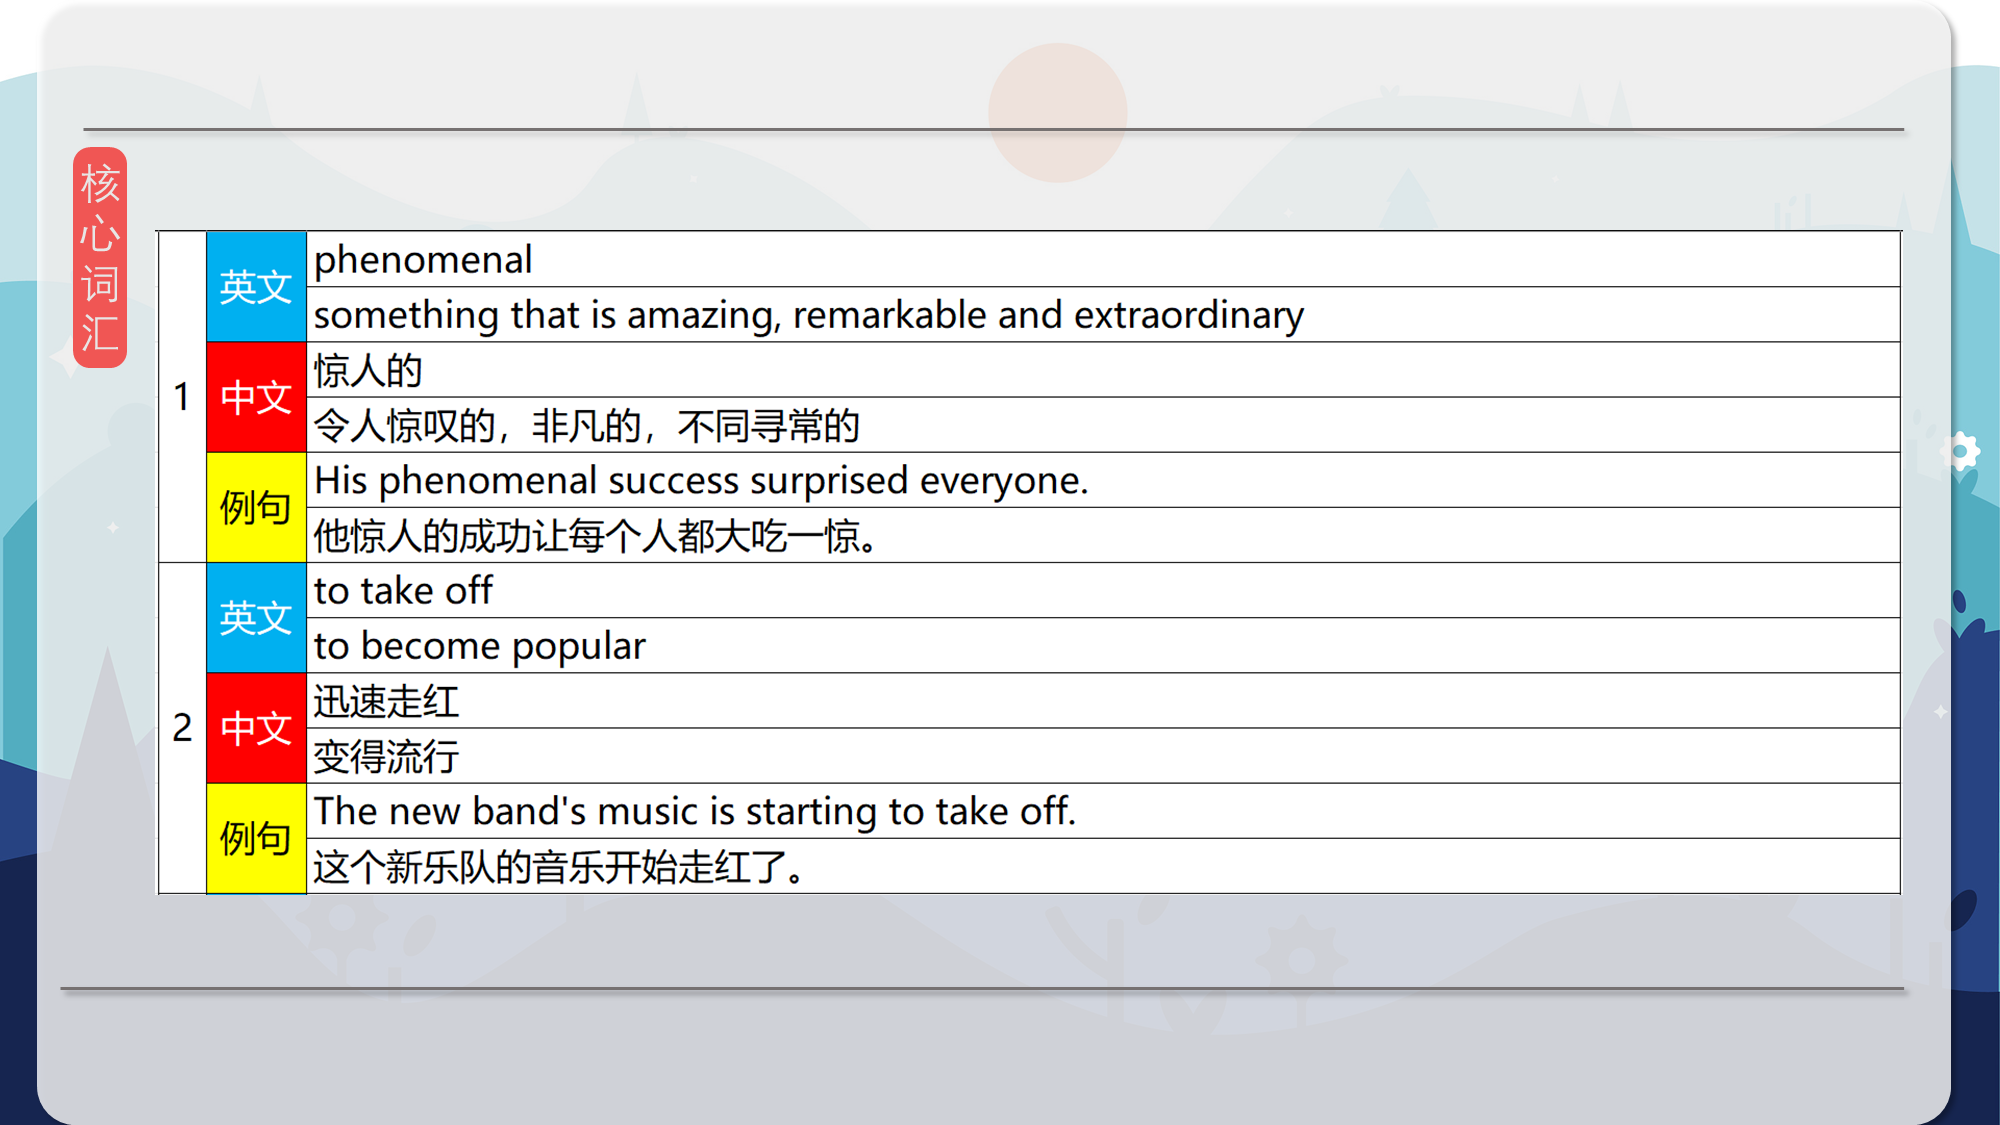 核心词汇
1
英文
phenomenal
something that is amazing, remarkable and extraordinary
中文
惊人的
令人惊叹的，非凡的，不同寻常的
例句
His phenomenal success surprised everyone.
他惊人的成功让每个人都大吃一惊。
2
英文
to take off
to become popular
中文
迅速走红
变得流行
例句
The new band's music is starting to take off.
这个新乐队的音乐开始走红了。